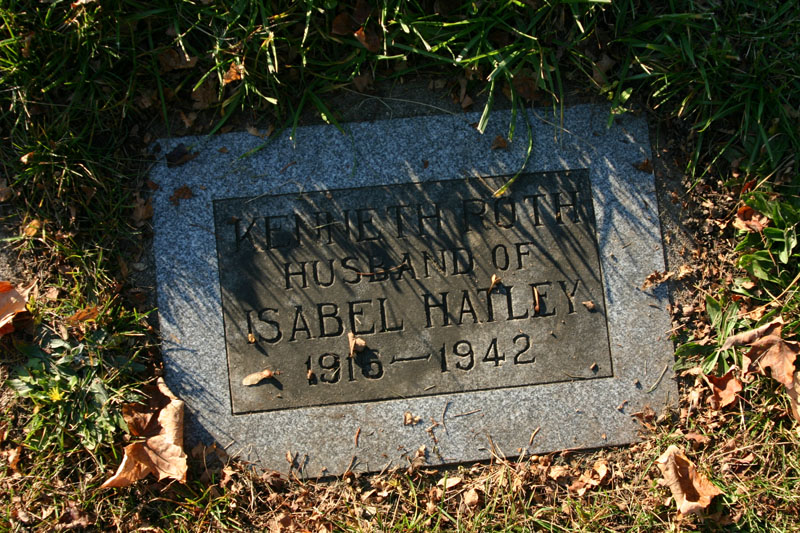 KENNETH ROTH
HUSBAND OF
ISABEL HATLEY
1916—1942